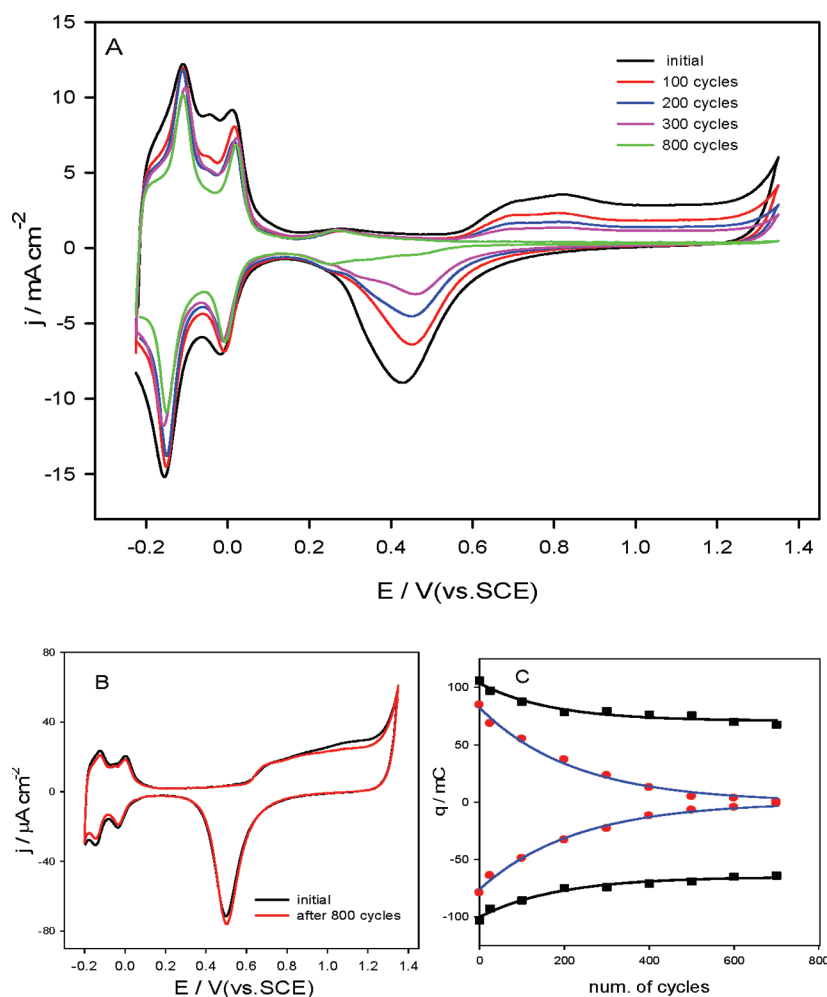 A
initial
100 cycles
200 cycles
300 cycles
800 cycles
15
10
5
0
-5
-10
-15
j / mA cm-2
-0.2 0.0 0.2 0.4 0.6 0.8 1.0 1.2 1.4
E / V(vs.SCE)
B
80
40
0
-40
-80
j / µA cm-2
initial
after 800 cycles
-0.2 0.0 0.2 0.4 0.6 0.8 1.0 1.2 1.4
E / V(vs.SCE)
C
100
50
0
-50
-100
q / mC
0 200 400 600 800
num. of cycles